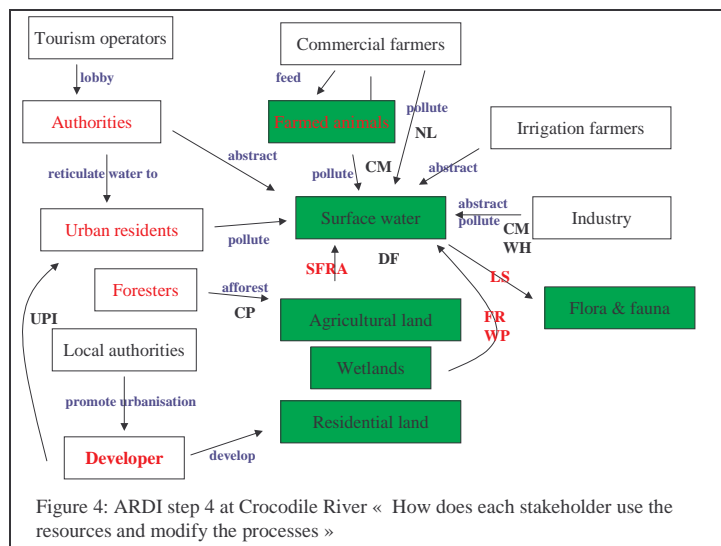 Tourism operators
Commercial farmers
lobby
feed
Authorities
Farmed animals
pollute
NL
Irrigation farmers
reticulate water to
abstract
pollute
CM
abstract
Urban residents
pollute
Surface water
abstract
pollute
CM
WH
Industry
SFRA
DF
LS
Foresters
afforest
CP
UPI
Agricultural land
FR
WP
Flora & fauna
Local authorities
Wetlands
promote urbanisation
Residential land
Developer
develop
Figure 4: ARDI step 4 at Crocodile River « How does each stakeholder use the
resources and modify the processes »